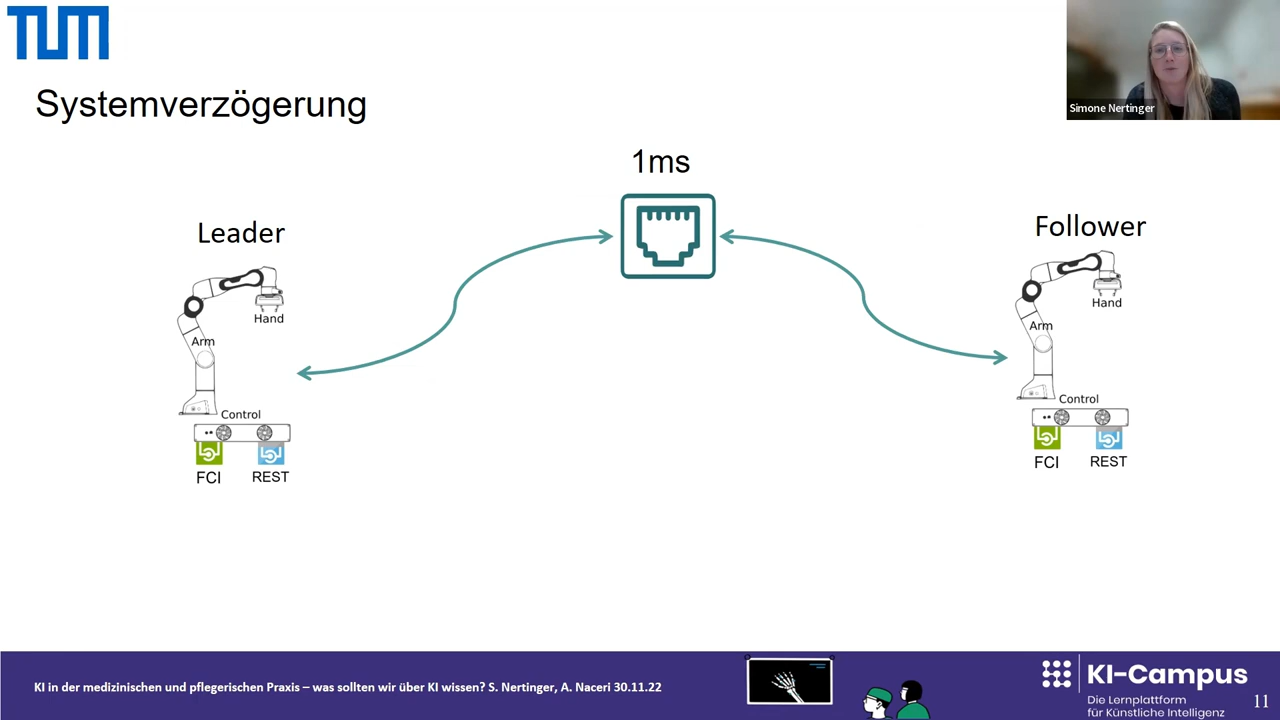 TUM
Simone Nertinger
Systemverzögerung
1ms
Leader
Follower
Hand
Arm
Control
FCI
REST
Hand
Arm
Control
FCI
REST
KI in der medizinischen und pflegerischen Praxis – was sollten wir über KI wissen? S. Nertinger, A. Naceri 30.11.22
KI-Campus
Die Lernplattform
für Künstliche Intelligenz
11